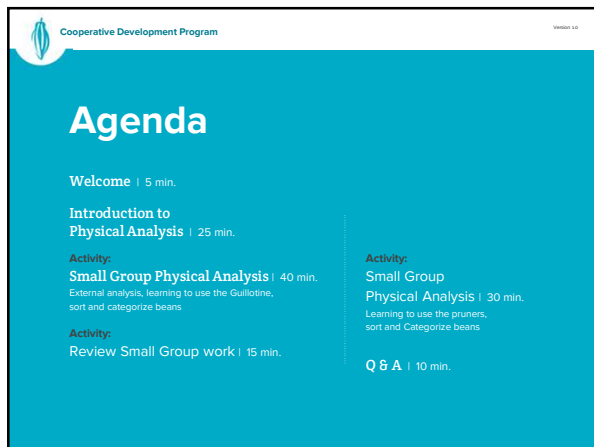 Cooperative Development Program
Version 1.0
Agenda
Welcome | 5 min.
Introduction to
Physical Analysis | 25 min.
Activity:
Small Group Physical Analysis | 40 min.
External analysis, learning to use the Guillotine,
sort and categorize beans
Activity:
Review Small Group work | 15 min.
Activity:
Small Group
Physical Analysis | 30 min.
Learning to use the pruners,
sort and Categorize beans
Q & A | 10 min.